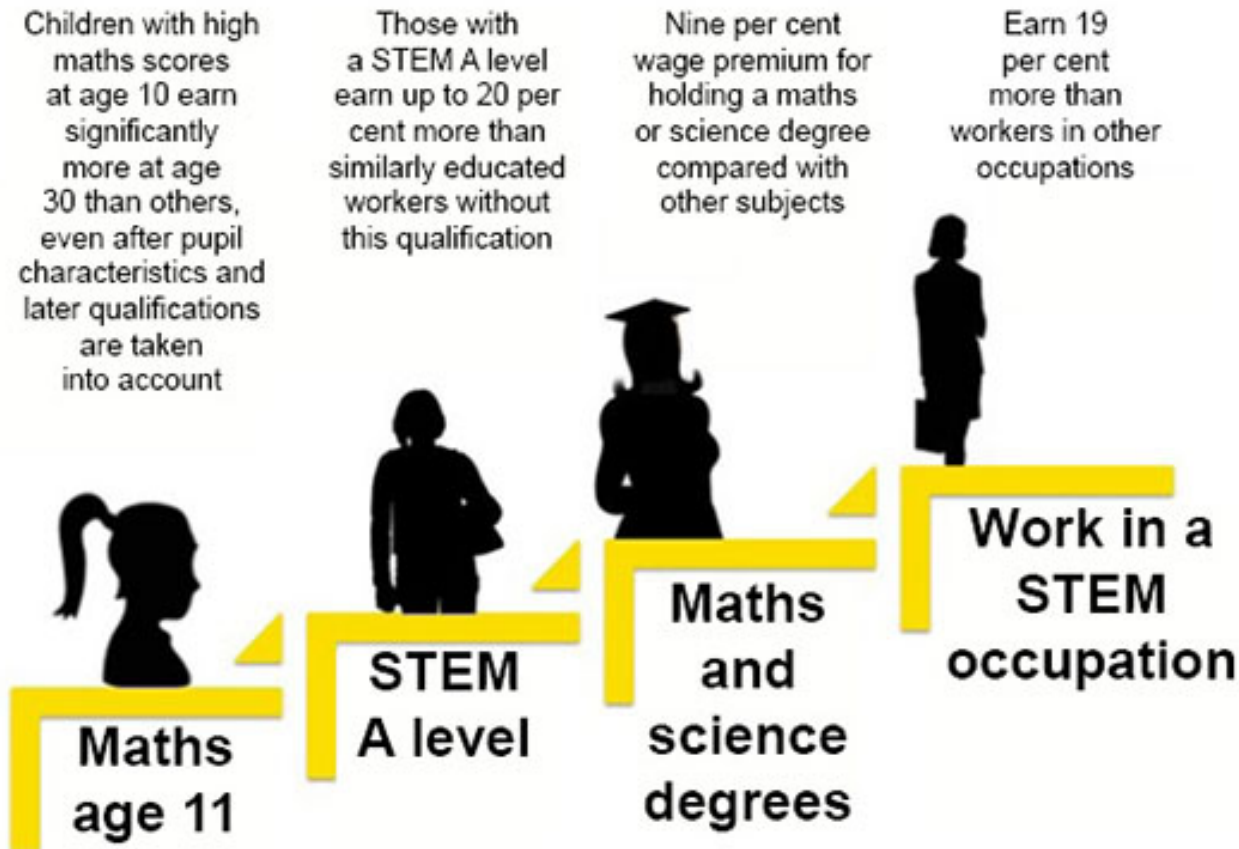 Children with high
maths scores
at age 10 earn
significantly
more at age
30 than others,
even after pupil
characteristics and
later qualifications
are taken
into account
Maths
age 11
Those with
a STEM A level
earn up to 20 per
cent more than
similarly educated
workers without
this qualification
STEM
A level
Nine per cent
wage premium for
holding a maths
or science degree
compared with
other subjects
Maths
and
science
degrees
Earn 19
per cent
more than
workers in other
occupations
Work in a
STEM
occupation